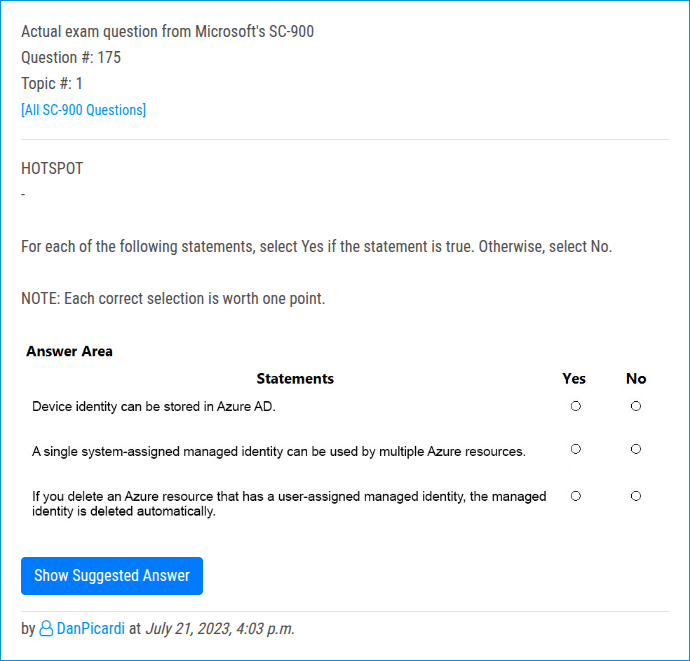 Actual exam question from Microsoft's SC-900
Question #: 175
Topic #: 1
[All SC-900 Questions]
HOTSPOT
-
For each of the following statements, select Yes if the statement is true. Otherwise, select No.
NOTE: Each correct selection is worth one point.
Answer Area
Statements Yes No
Device identity can be stored in Azure AD.
A single system-assigned managed identity can be used by multiple Azure resources.
If you delete an Azure resource that has a user-assigned managed identity, the managed
identity is deleted automatically.
Show Suggested Answer
by DanPicardi at July 21, 2023, 4:03 p.m.